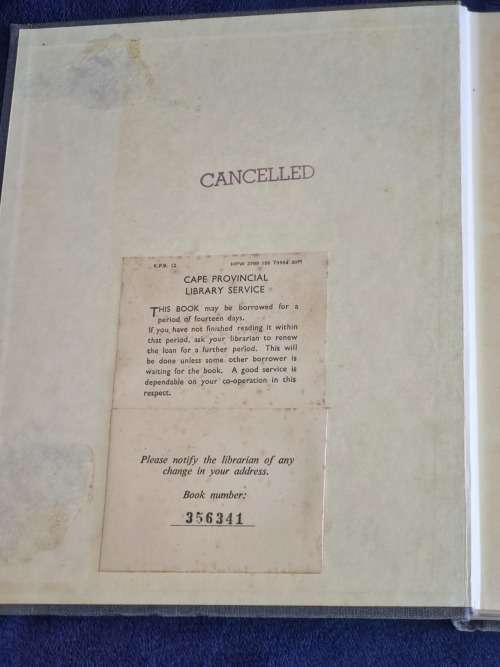 CANCELLED
K.P.B. 12
CAPE PROVINCIAL
LIBRARY SERVICE
THIS BOOK may be borrowed for a
period of fourteen days.
If you have not finished reading it within
that period, ask your librarian to renew
the loan for a further period. This will
be done unless some other borrower is
waiting for the book. A good service is
dependable on your co-operation in this
respect.
Please notify the librarian of any
change in your address.
Book number:
356341